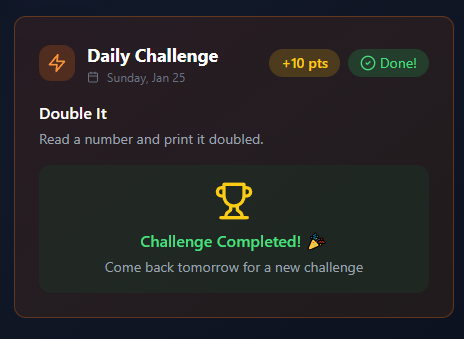 Daily Challenge
Sunday, Jan 25
+10 pts
Done!
Double It
Read a number and print it doubled.
Challenge Completed! 🎉
Come back tomorrow for a new challenge